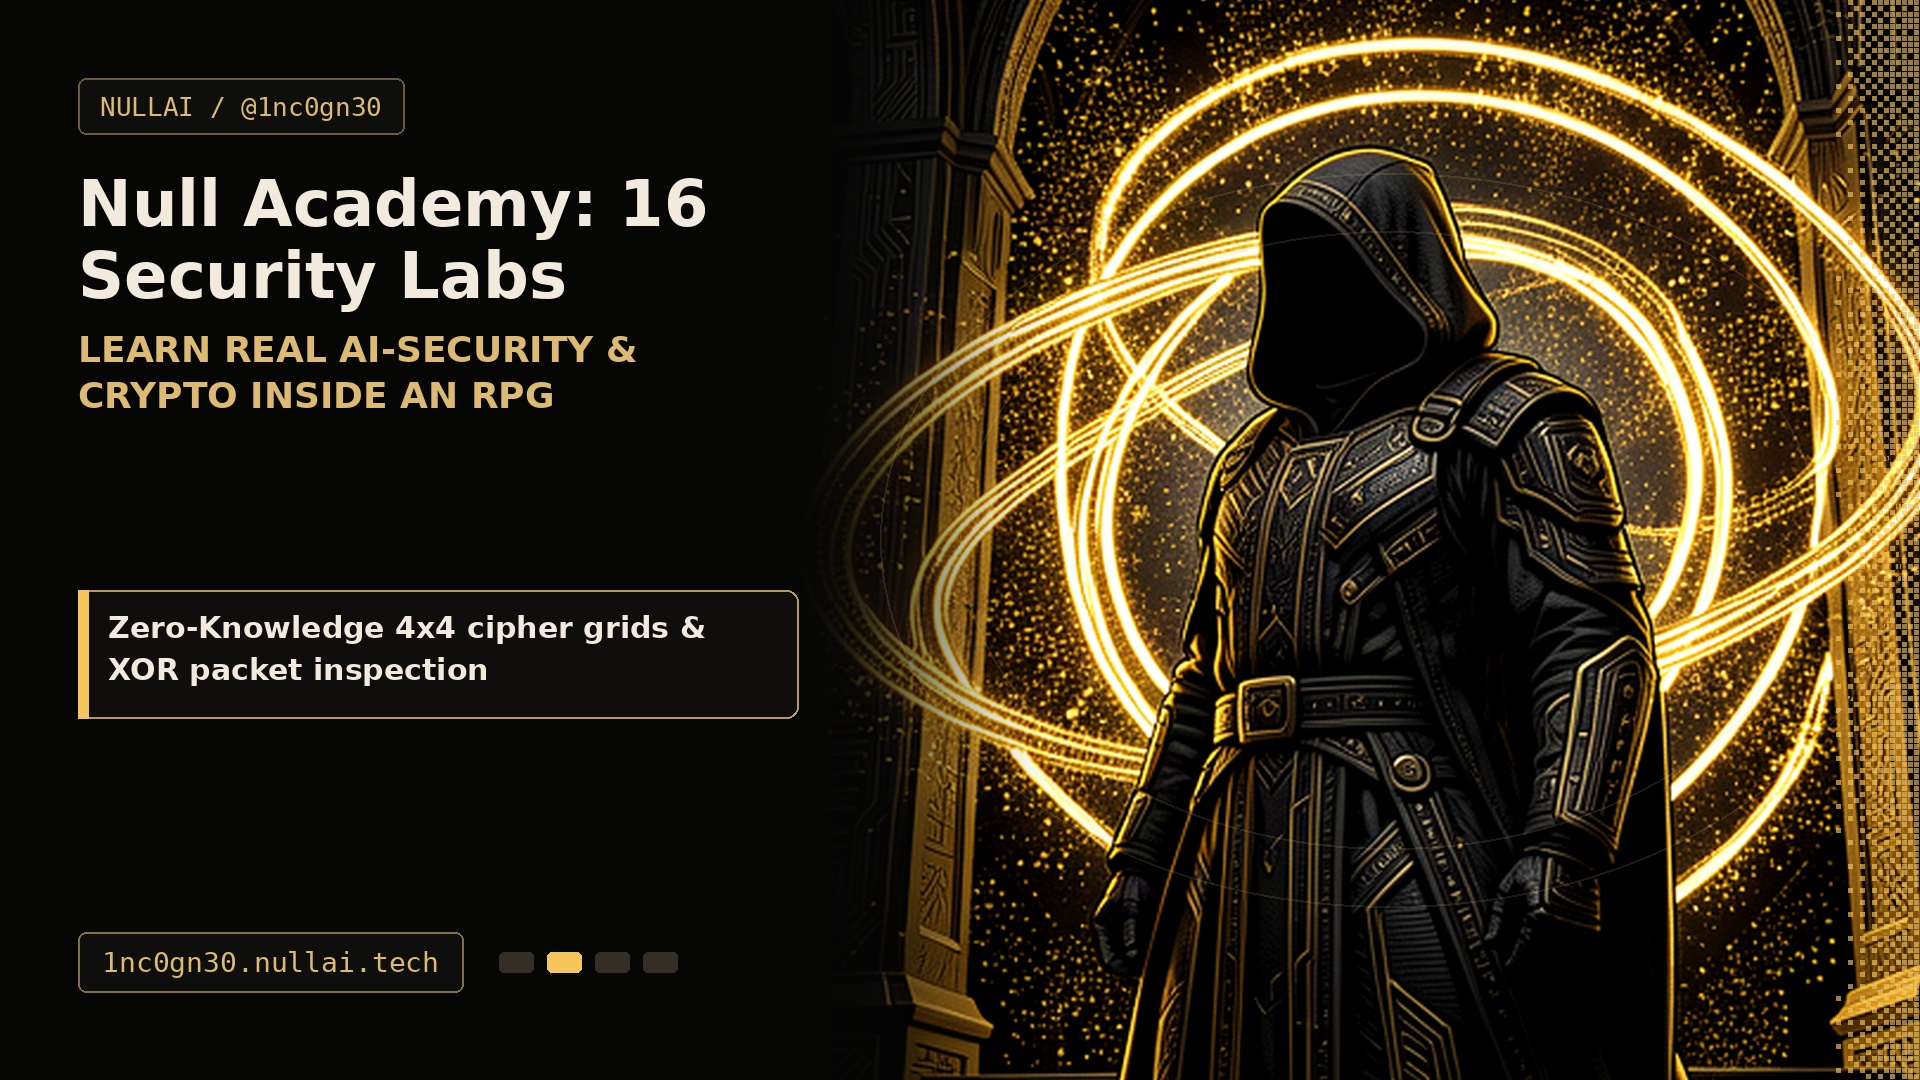 NULLAI / @1nc0gn30
Null Academy: 16
Security Labs
LEARN REAL AI-SECURITY &
CRYPTO INSIDE AN RPG
Zero-Knowledge 4x4 cipher grids &
XOR packet inspection
1nc0gn30.nullai.tech